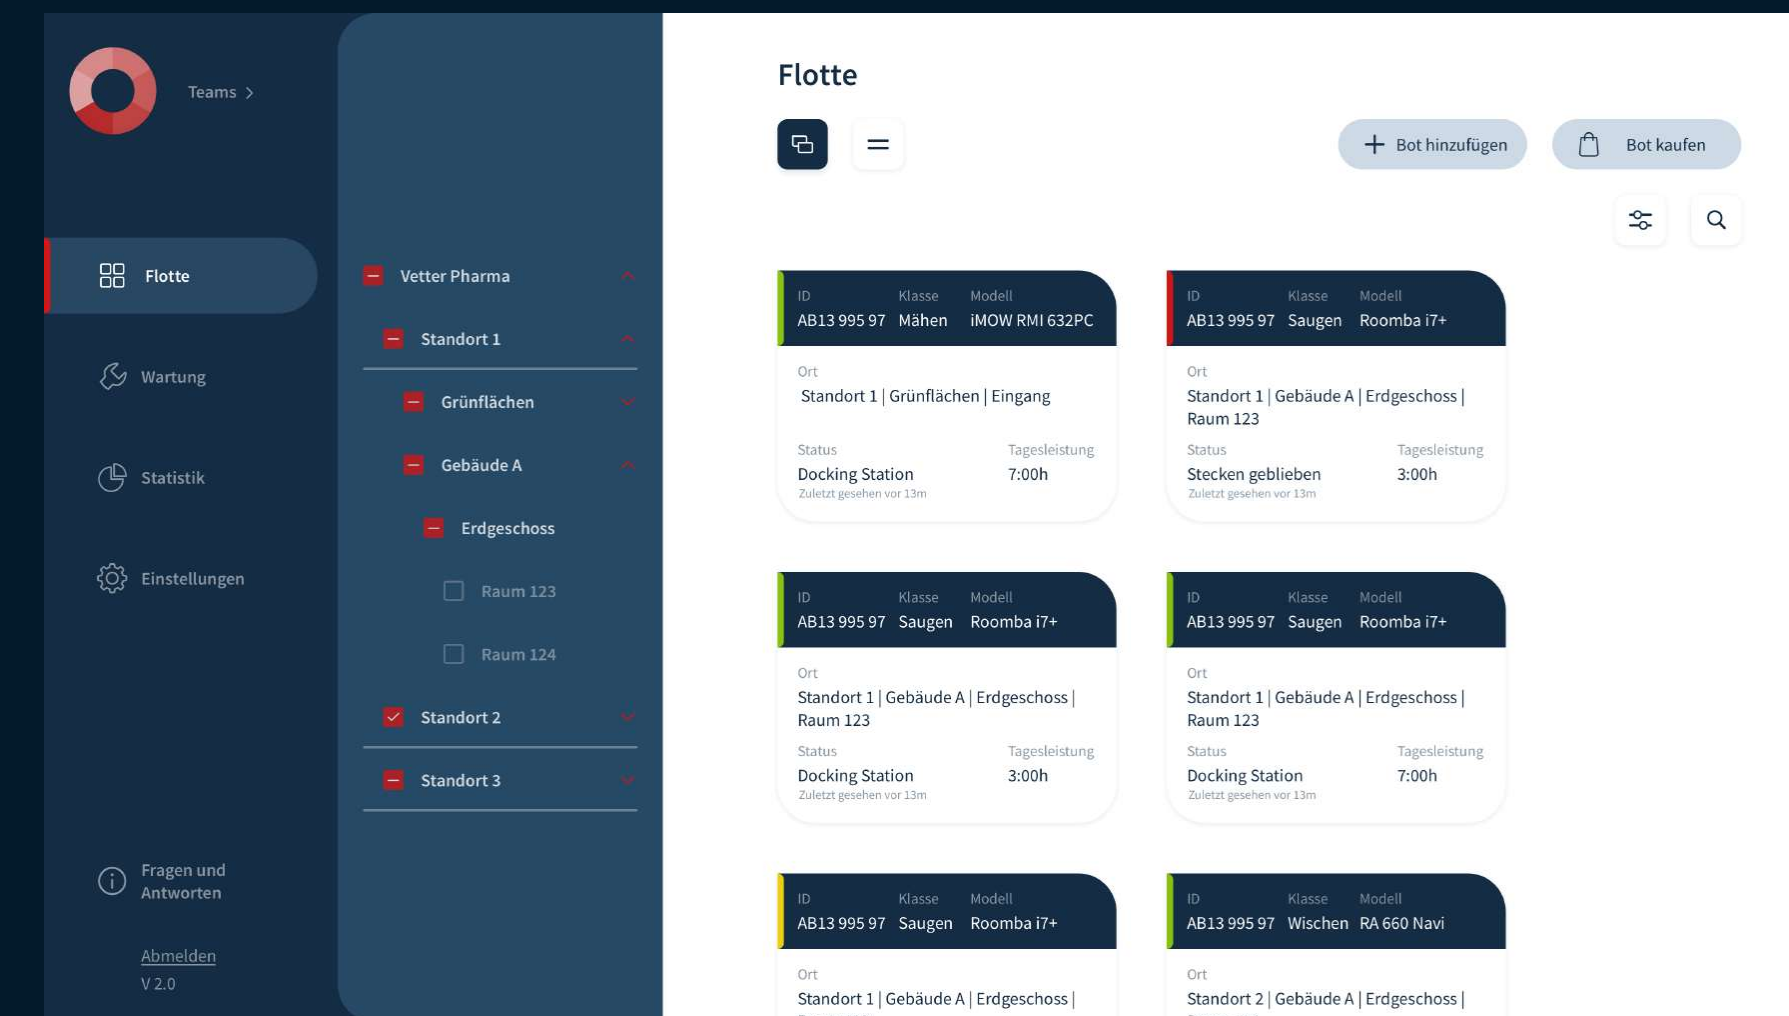 Teams
Flotte
Wartung
Statistik
Einstellungen
Fragen und
Antworten
Abmelden
V 2.0
Vetter Pharma
Standort 1
Grünflächen
Gebäude A
Erdgeschoss
Raum 123
Raum 124
Standort 2
Standort 3
Flotte
Bot hinzufügen
Bot kaufen
ID Klasse Modell
AB13 995 97 Mähen iMOW RMI 632PC
Ort
Standort 1 | Grünflächen | Eingang
Status Tagesleistung
Docking Station 7:00h
Zuletzt gesehen vor 13m
ID Klasse Modell
AB13 995 97 Saugen Roomba i7+
Ort
Standort 1 | Gebäude A | Erdgeschoss |
Raum 123
Status Tagesleistung
Stecken geblieben 3:00h
Zuletzt gesehen vor 13m
ID Klasse Modell
AB13 995 97 Saugen Roomba i7+
Ort
Standort 1 | Gebäude A | Erdgeschoss |
Raum 123
Status Tagesleistung
Docking Station 3:00h
Zuletzt gesehen vor 13m
ID Klasse Modell
AB13 995 97 Saugen Roomba i7+
Ort
Standort 1 | Gebäude A | Erdgeschoss |
Raum 123
Status Tagesleistung
Docking Station 7:00h
Zuletzt gesehen vor 13m
ID Klasse Modell
AB13 995 97 Saugen Roomba i7+
Ort
Standort 1 | Gebäude A | Erdgeschoss |
ID Klasse Modell
AB13 995 97 Wischen RA 660 Navi
Ort
Standort 2 | Gebäude A | Erdgeschoss |